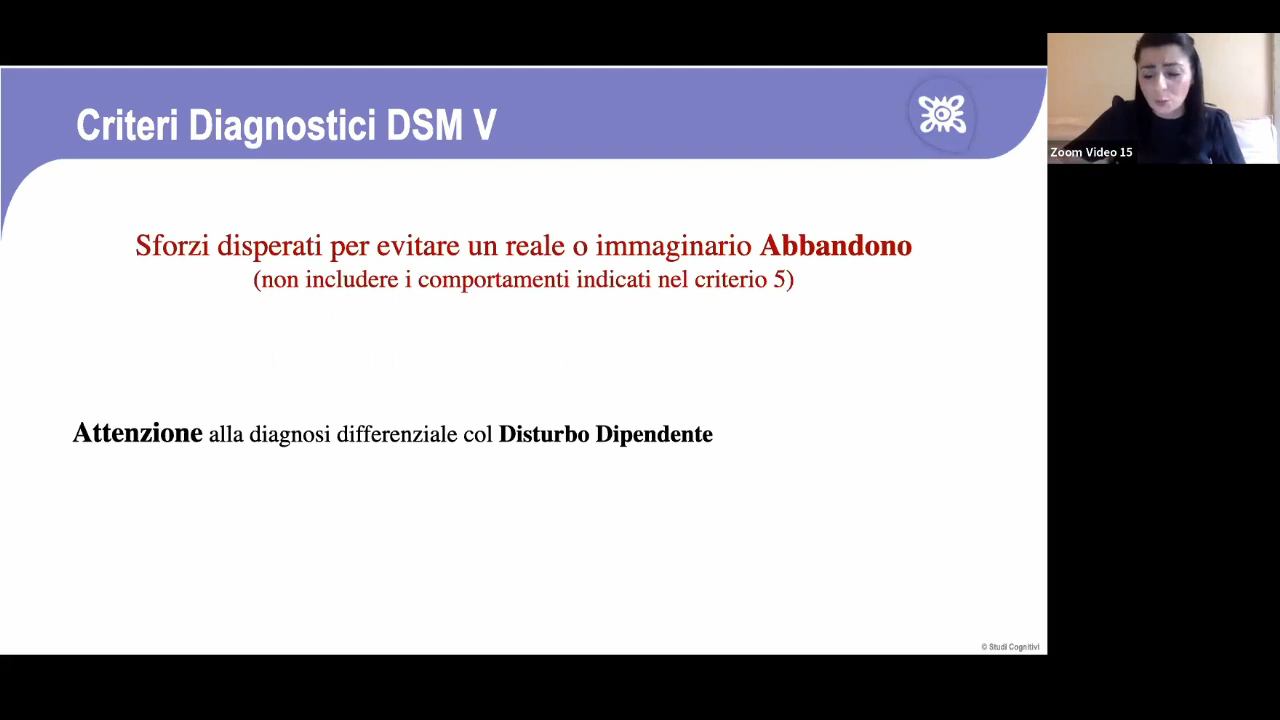 Criteri Diagnostici DSM V
Zoom Video 15
Sforzi disperati per evitare un reale o immaginario Abbandono
(non includere i comportamenti indicati nel criterio 5)
Attenzione alla diagnosi differenziale col Disturbo Dipendente
© Studi Cognitivi